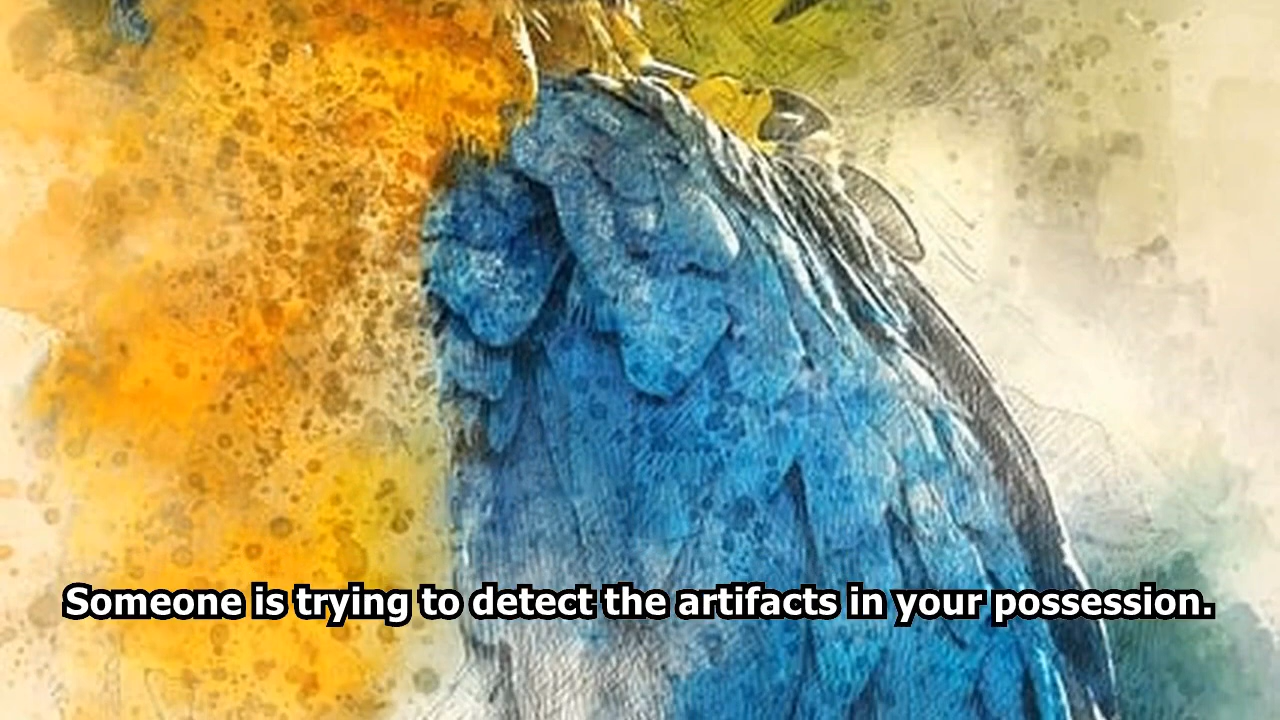 Someone is trying to detect the artifacts in your possession.